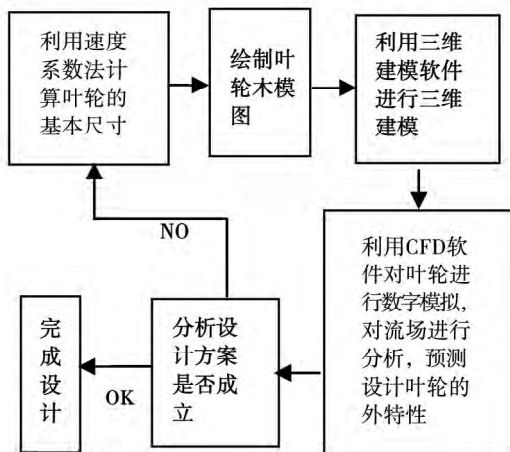 利用速度
系数法计
算叶轮的
基本尺寸
绘制叶
轮木模
图
利用三维
建模软件
进行三维
建模
利用CFD软
件对叶轮进
行数字模拟,
对流场进行
分析，预测
设计叶轮的
外特性
分析设
计方案
是否成
立
NO
OK
完
成
设
计